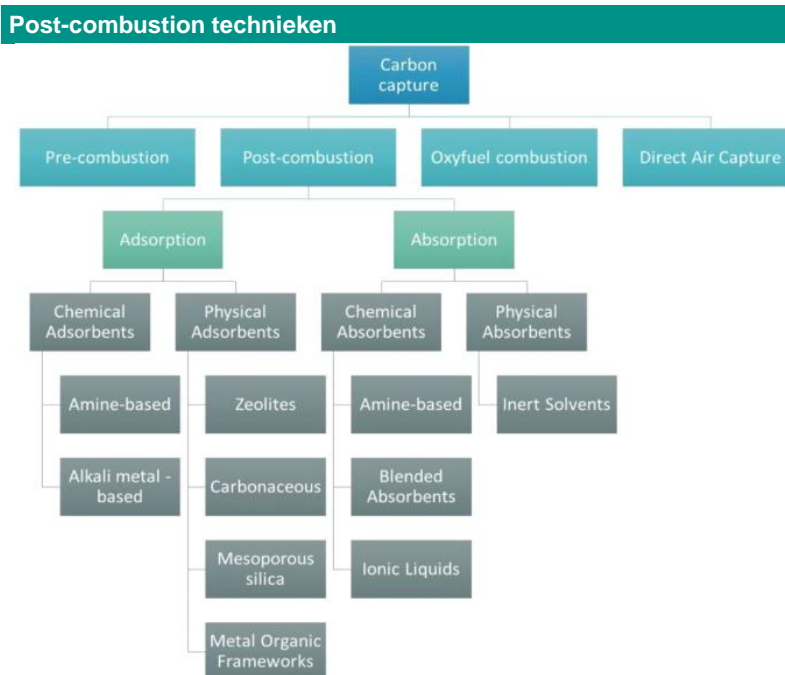 Post-combustion technieken
Carbon
capture
Pre-combustion
Post-combustion
Oxyfuel combustion
Direct Air Capture
Adsorption
Absorption
Chemical
Adsorbents
Physical
Adsorbents
Chemical
Absorbents
Physical
Absorbents
Amine-based
Zeolites
Amine-based
Inert Solvents
Alkali metal -
based
Carbonaceous
Blended
Absorbents
Mesoporous
silica
Ionic Liquids
Metal Organic
Frameworks